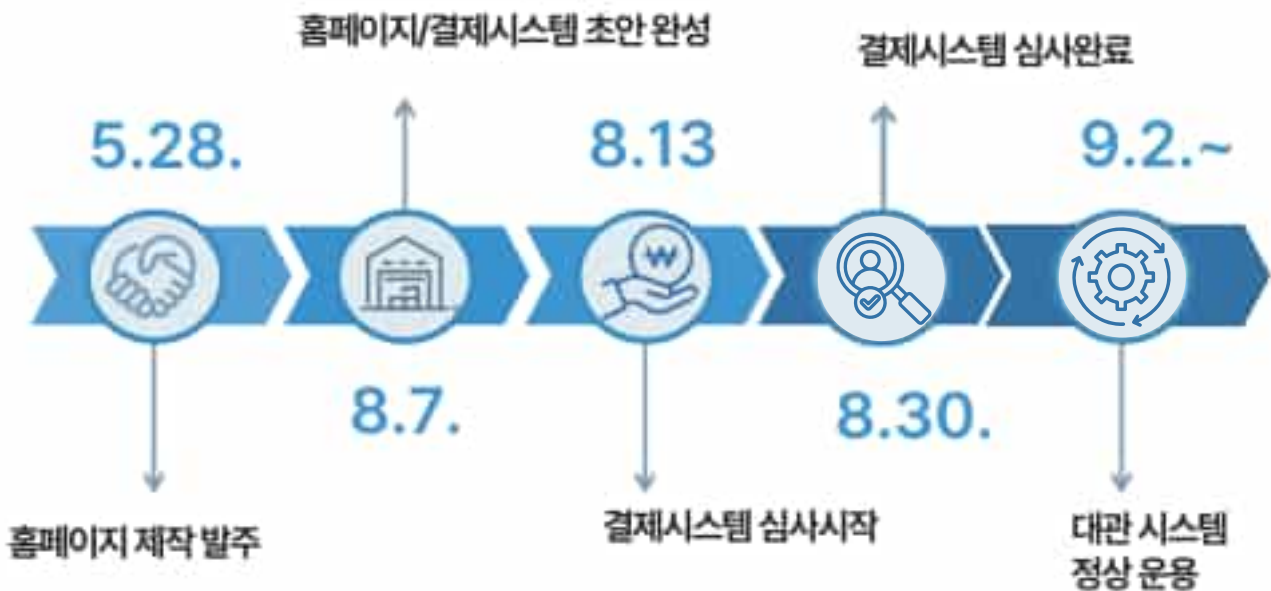 홈페이지/결제시스템 초안 완성
결제시스템 심사완료
5.28.
8.13
9.2.~
₩
8.7.
8.30.
홈페이지 제작 발주
결제시스템 심사시작
대관 시스템
정상 운용